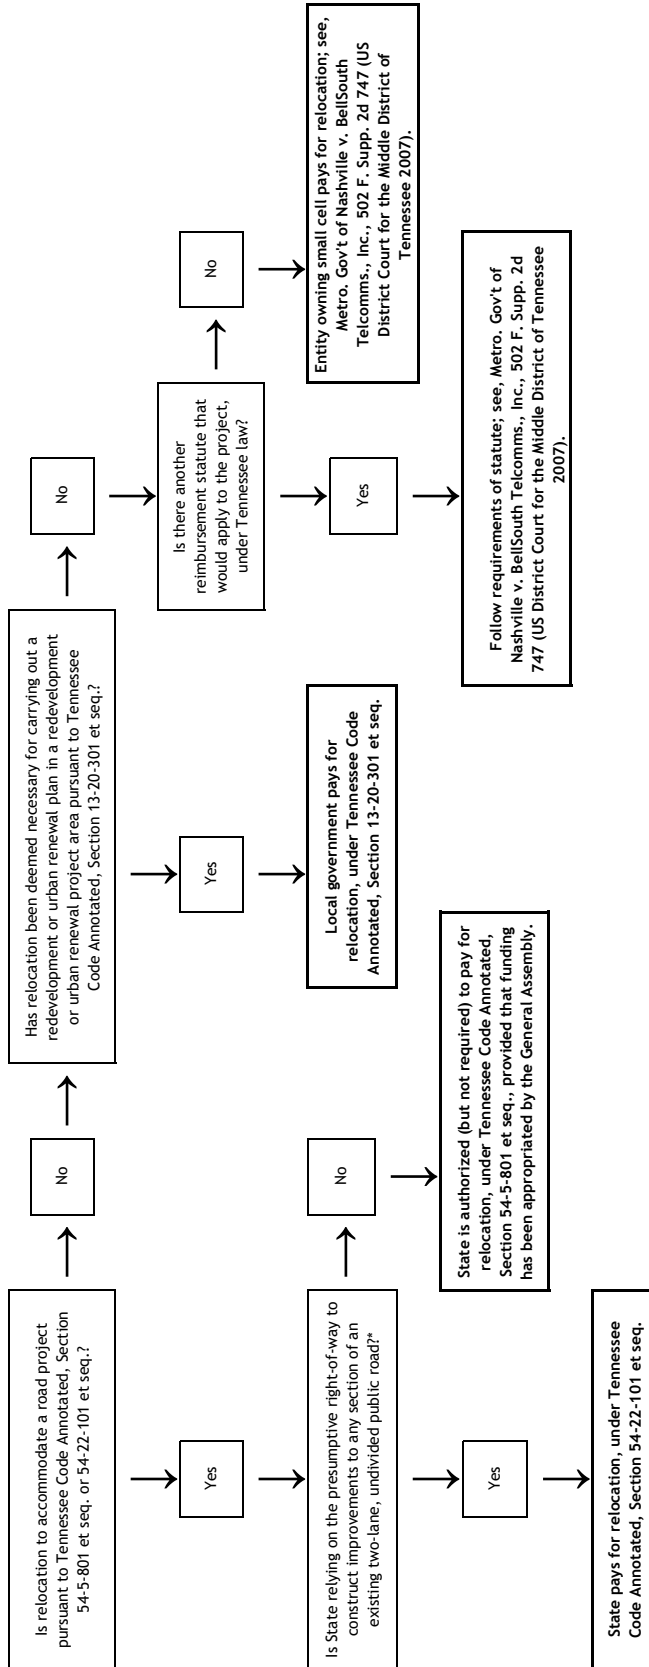 Is relocation to accommodate a road project
pursuant to Tennessee Code Annotated, Section
54-5-801 et seq. or 54-22-101 et seq.?
No
Has relocation been deemed necessary for carrying out a
redevelopment or urban renewal plan in a redevelopment
or urban renewal project area pursuant to Tennessee
Code Annotated, Section 13-20-301 et seq.?
No
Is there another
reimbursement statute that
would apply to the project,
under Tennessee law?
No
Entity owning small cell pays for relocation; see,
Metro. Gov't of Nashville v. BellSouth
Telcomms., Inc., 502 F. Supp. 2d 747 (US
District Court for the Middle District of
Tennessee 2007).
Yes
Follow requirements of statute; see, Metro. Gov't of
Nashville v. BellSouth Telcomms., Inc., 502 F. Supp. 2d
747 (US District Court for the Middle District of Tennessee
2007).
Yes
Local government pays for
relocation, under Tennessee Code
Annotated, Section 13-20-301 et seq.
Yes
Is State relying on the presumptive right-of-way to
construct improvements to any section of an
existing two-lane, undivided public road?*
No
State is authorized (but not required) to pay for
relocation, under Tennessee Code Annotated,
Section 54-5-801 et seq., provided that funding
has been appropriated by the General Assembly.
Yes
State pays for relocation, under Tennessee
Code Annotated, Section 54-22-101 et seq.